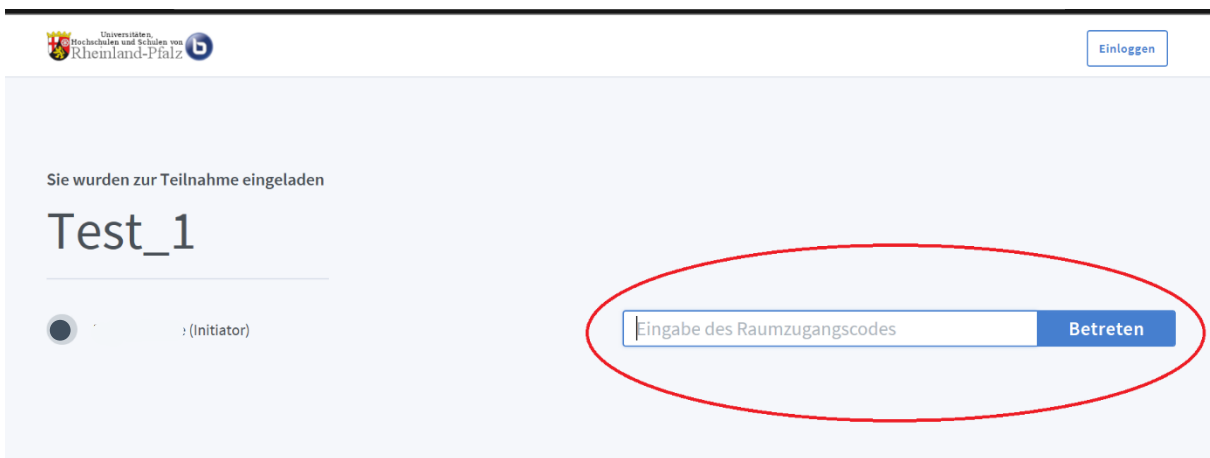 Universitäten,
Hochschulen und Schulen von
Rheinland-Pfalz
b
Einloggen
Sie wurden zur Teilnahme eingeladen
Test_1
(Initiator)
Eingabe des Raumzugangscodes
Betreten